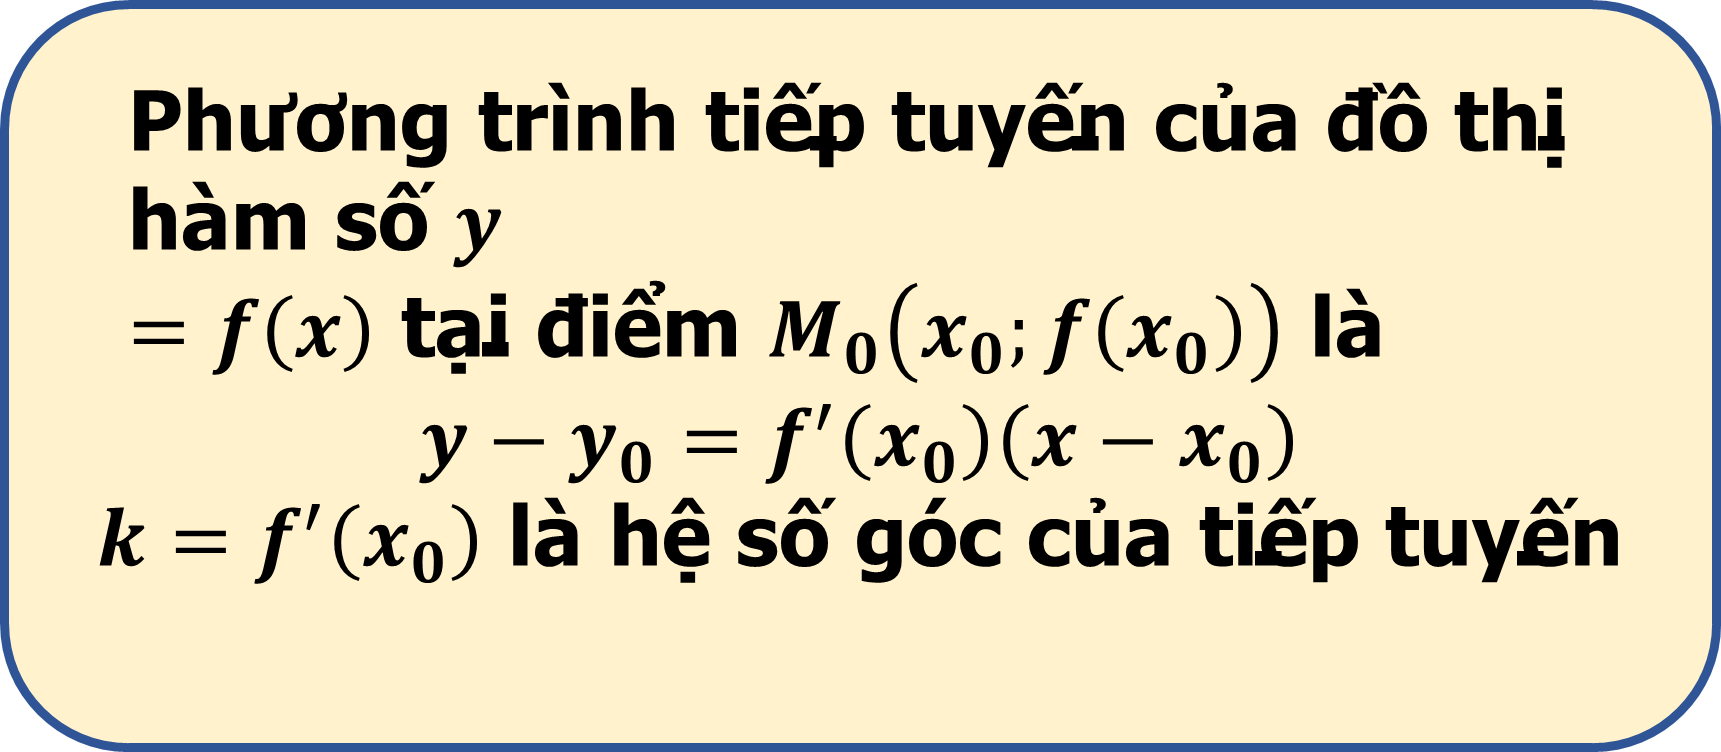 Phương trình tiếp tuyến của đồ thị
hàm số y
= f(x) tại điểm M₀(x₀; f(x₀)) là
y − y₀ = f′(x₀)(x − x₀)
k = f′(x₀) là hệ số góc của tiếp tuyến